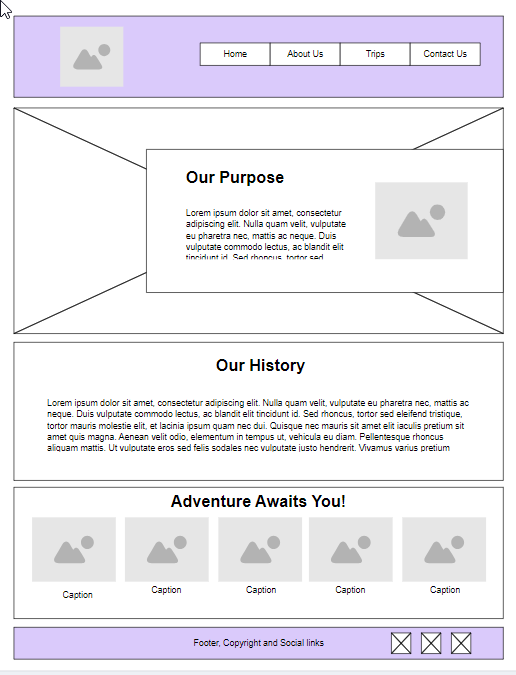 Home
About Us
Trips
Contact Us
Our Purpose
Lorem ipsum dolor sit amet, consectetur
adipiscing elit. Nulla quam velit, vulputate
eu pharetra nec, mattis ac neque. Duis
vulputate commodo lectus, ac blandit elit
tincidunt id. Sed rhoncus, tortor sed
Our History
Lorem ipsum dolor sit amet, consectetur adipiscing elit. Nulla quam velit, vulputate eu pharetra nec, mattis ac
neque. Duis vulputate commodo lectus, ac blandit elit tincidunt id. Sed rhoncus, tortor sed eleifend tristique,
tortor mauris molestie elit, et lacinia ipsum quam nec dui. Quisque nec mauris sit amet elit iaculis pretium sit
amet quis magna. Aenean velit odio, elementum in tempus ut, vehicula eu diam. Pellentesque rhoncus
aliquam mattis. Ut vulputate eros sed felis sodales nec vulputate justo hendrerit. Vivamus varius pretium
Adventure Awaits You!
Caption
Caption
Caption
Caption
Caption
Footer, Copyright and Social links